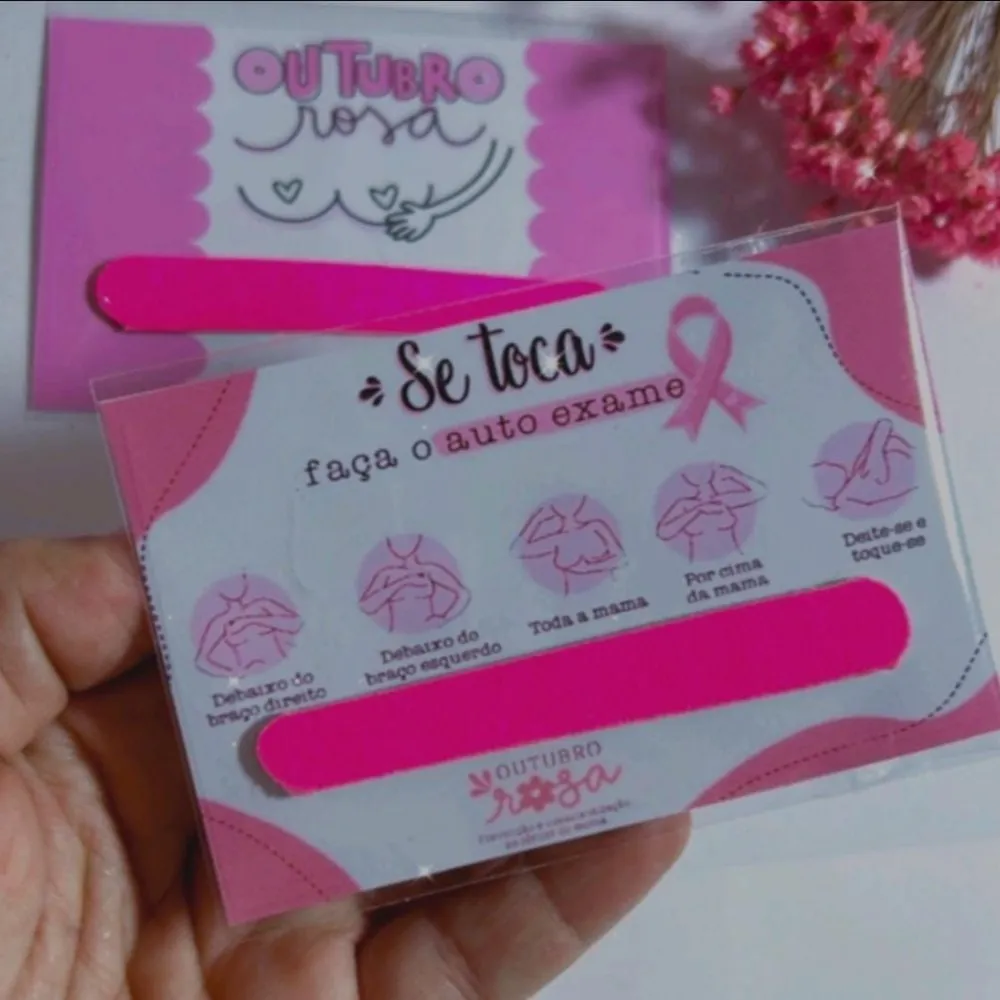 OUTUBRO
rosa
Se toca
faça o auto exame
Debaixo do
braço direito
Debaixo do
braço esquerdo
Toda a mama
Por cima
da mama
Deite-se e
toque-se
OUTUBRO
rosa